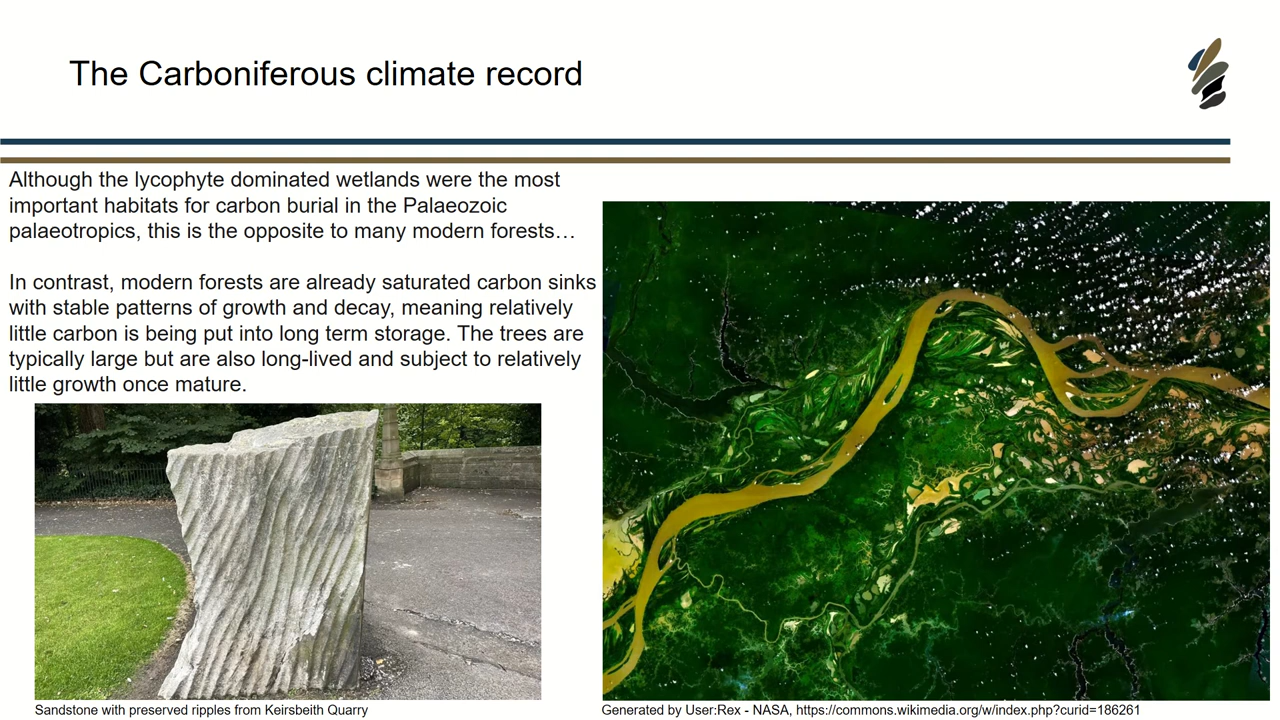 The Carboniferous climate record
Although the lycophyte dominated wetlands were the most
important habitats for carbon burial in the Palaeozoic
palaeotropics, this is the opposite to many modern forests…
In contrast, modern forests are already saturated carbon sinks
with stable patterns of growth and decay, meaning relatively
little carbon is being put into long term storage. The trees are
typically large but are also long-lived and subject to relatively
little growth once mature.
Sandstone with preserved ripples from Keirsbeith Quarry
Generated by User:Rex - NASA, https://commons.wikimedia.org/w/index.php?curid=186261